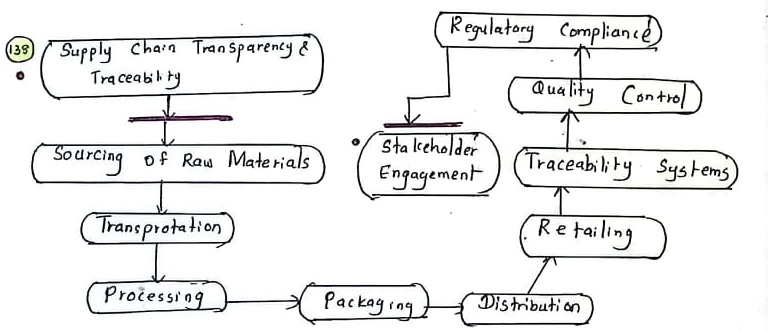 138
Supply Chain Transparency &
Traceability
Sourcing Of Raw Materials
Transprotation
Processing
Packaging
Distribution
Retailing
Traceability Systems
Quality Control
Regulatory Compliance
Stakeholder
Engagement